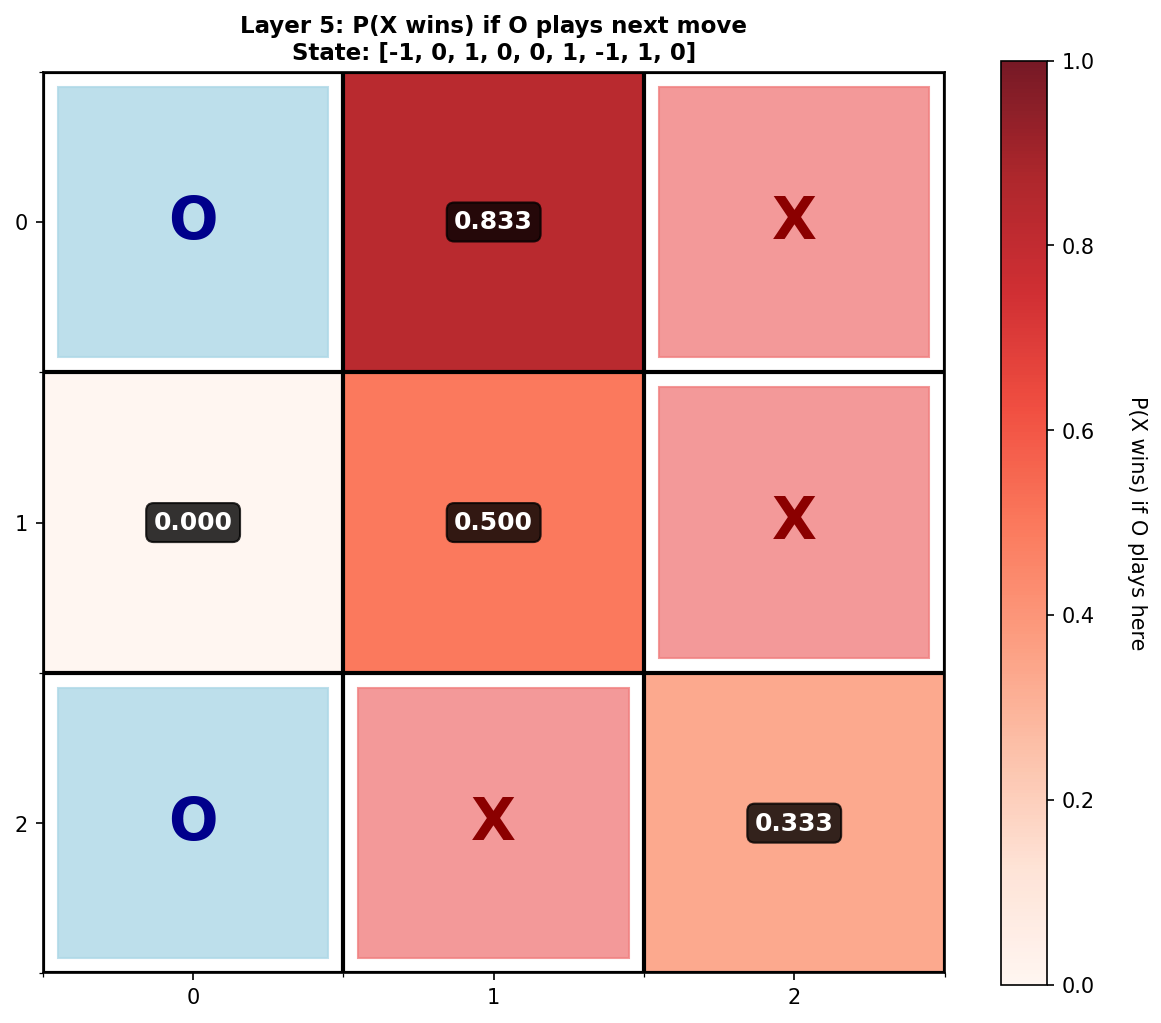 Layer 5: P(X wins) if O plays next move
State: [-1, 0, 1, 0, 0, 1, -1, 1, 0]
O
0.833
X
0
0.000
0.500
X
1
O
X
0.333
2
0
1
2
1.0
0.8
0.6
0.4
0.2
0.0
P(X wins) if O plays here